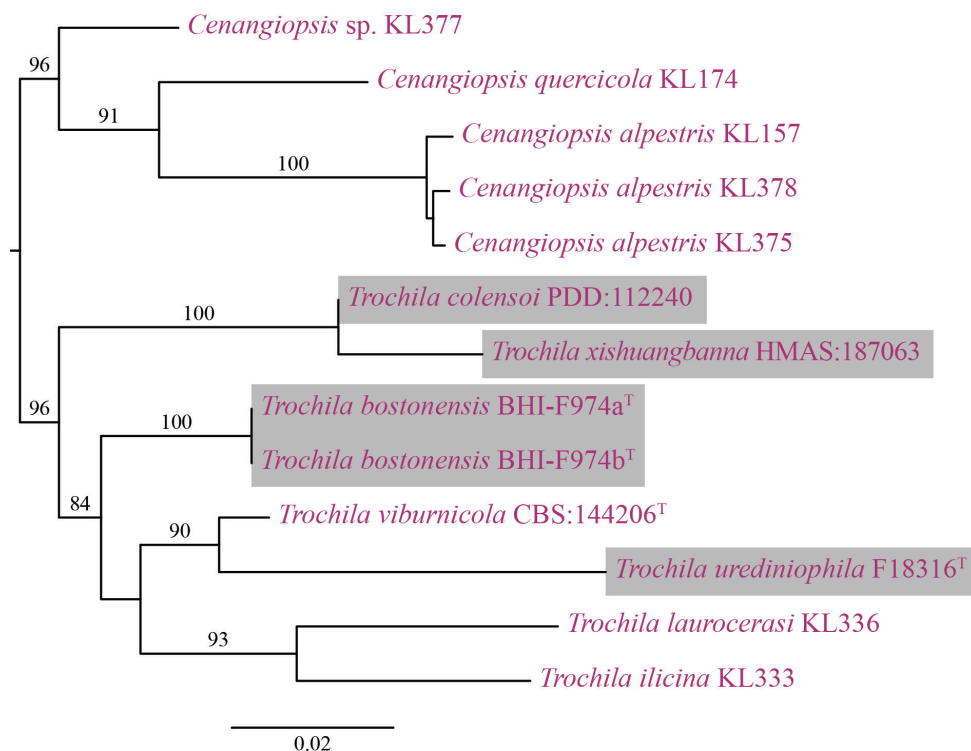 Cenangiopsis sp. KL377
96
Cenangiopsis quercicola KL174
91
Cenangiopsis alpestris KL157
100
Cenangiopsis alpestris KL378
Cenangiopsis alpestris KL375
Trochila colensoi PDD:112240
100
Trochila xishuangbanna HMAS:187063
96
Trochila bostonensis BHI-F974aᵀ
100
Trochila bostonensis BHI-F974bᵀ
84
Trochila viburnicola CBS:144206ᵀ
90
Trochila urediniophila F18316ᵀ
Trochila laurocerasi KL336
93
Trochila ilicina KL333
0.02